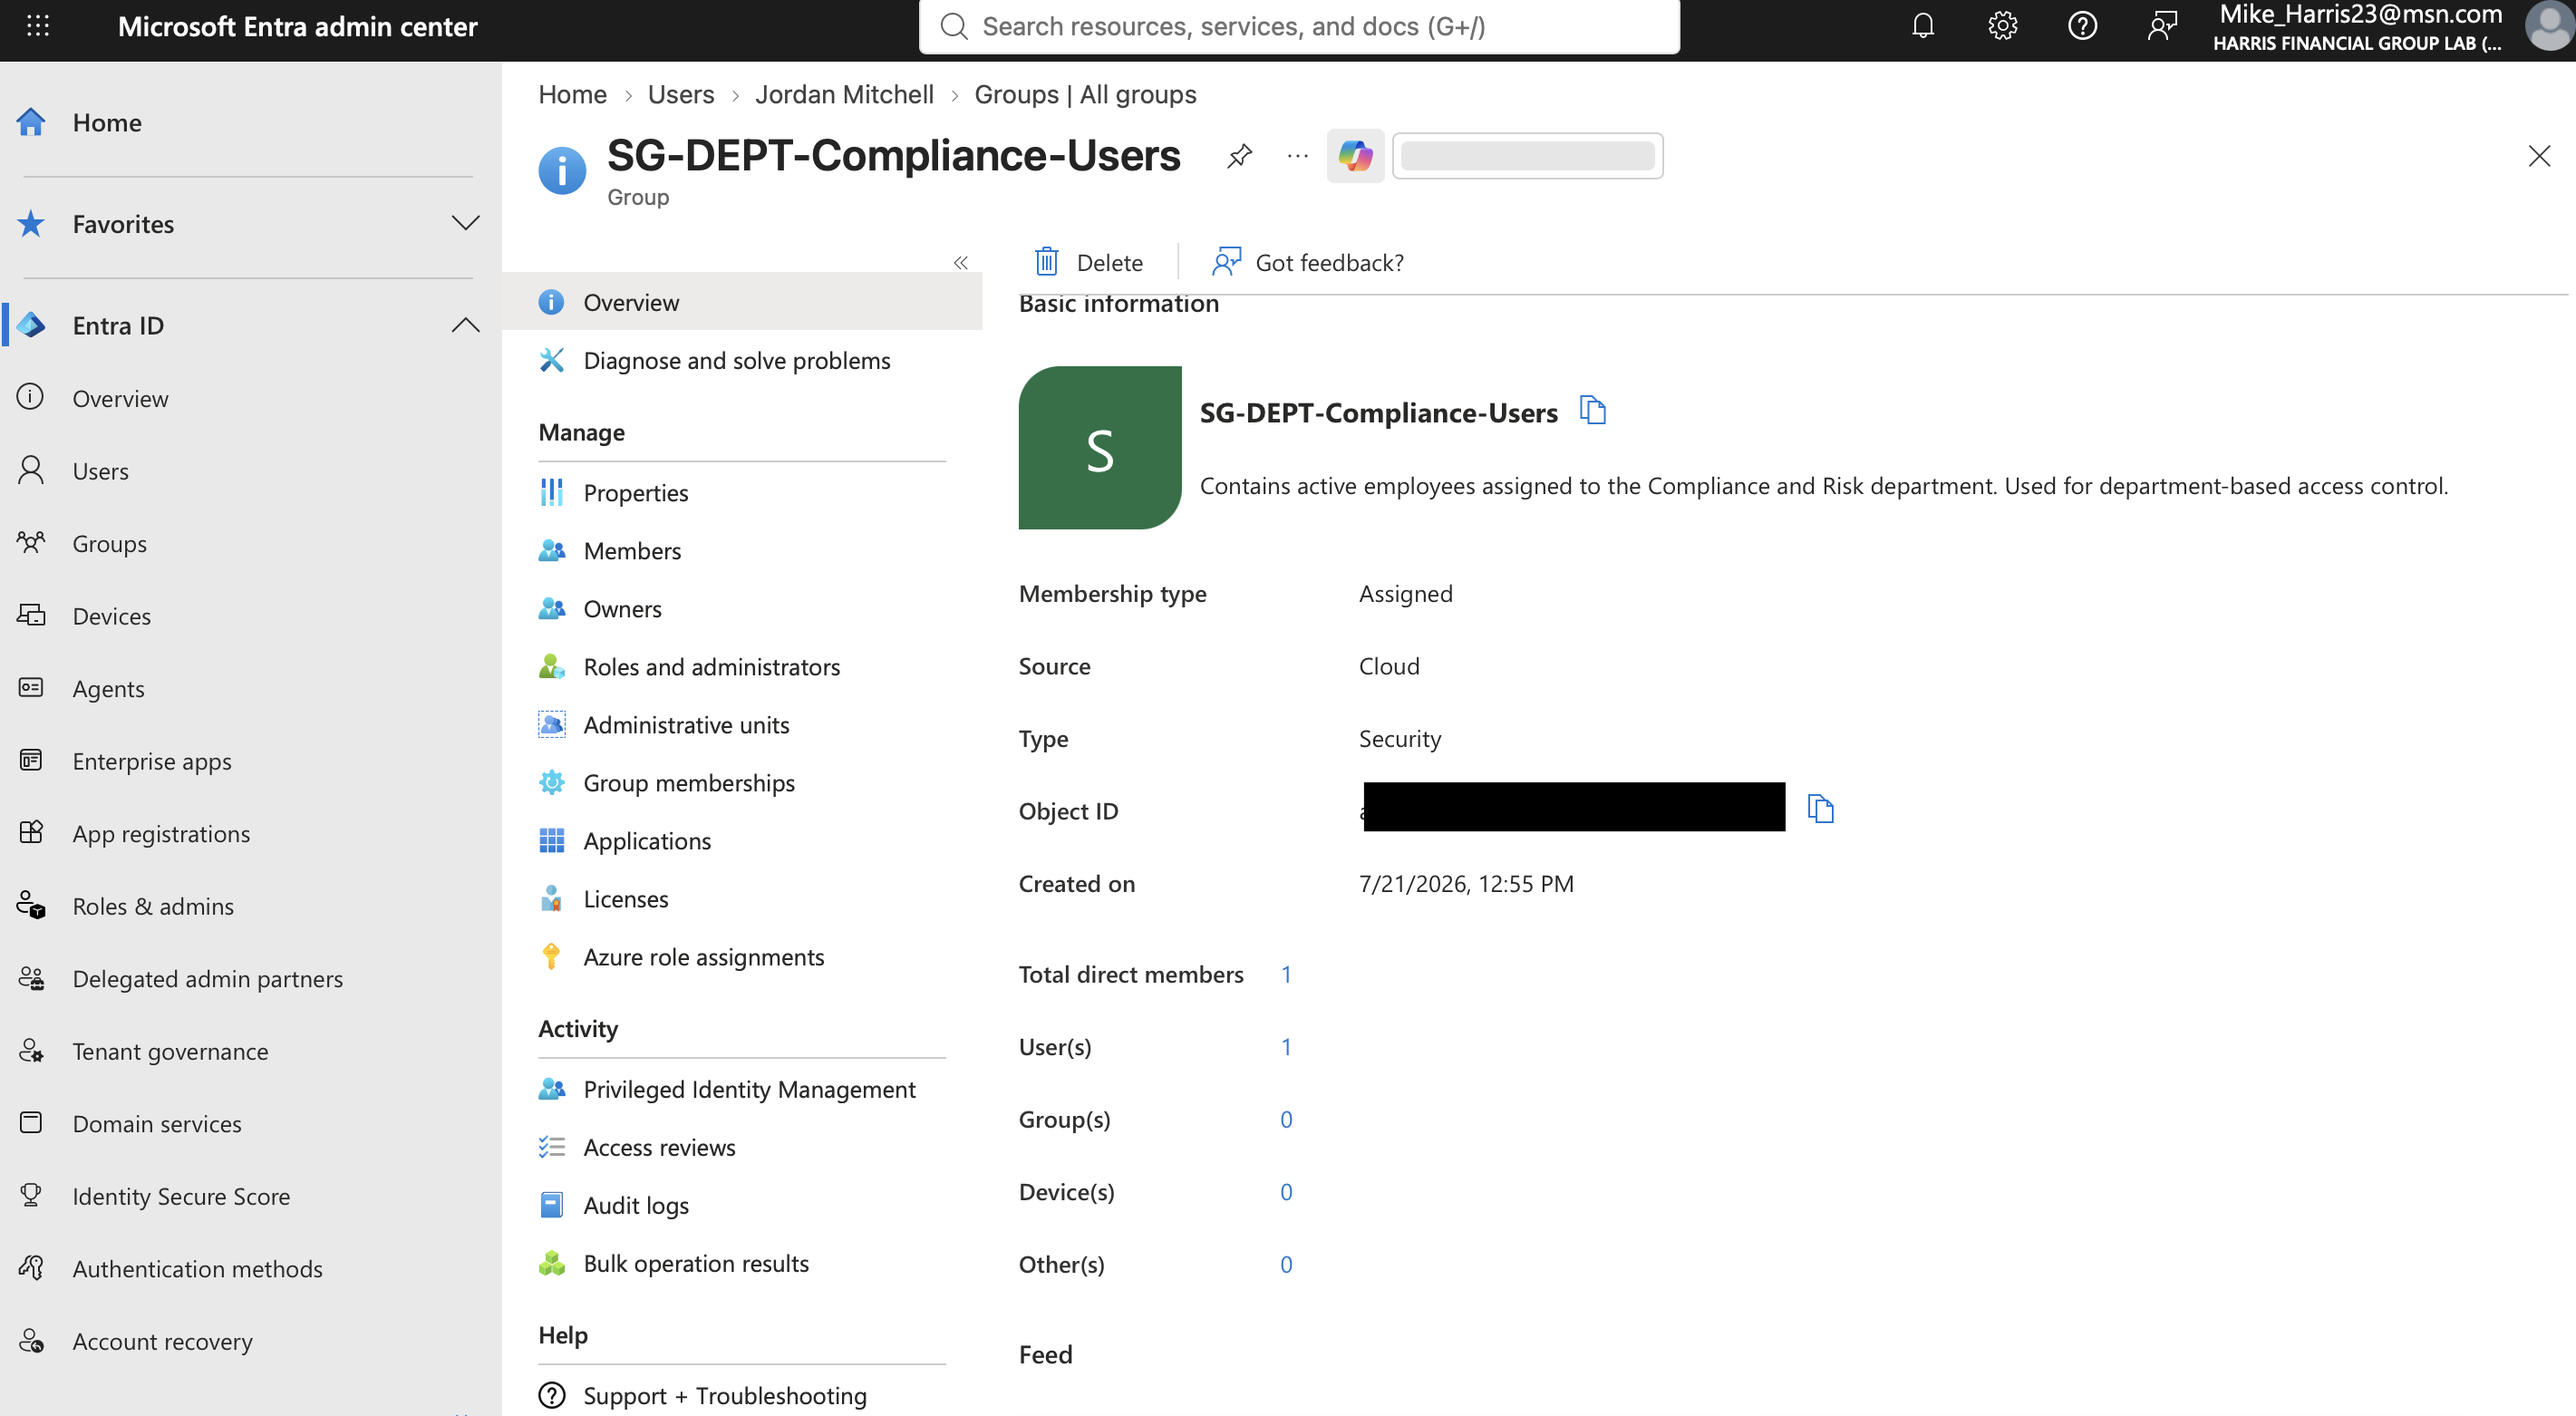 Microsoft Entra admin center
Search resources, services, and docs (G+/)
Mike_Harris23@msn.com
HARRIS FINANCIAL GROUP LAB (...
Home
Favorites
Entra ID
Overview
Users
Groups
Devices
Agents
Enterprise apps
App registrations
Roles & admins
Delegated admin partners
Tenant governance
Domain services
Identity Secure Score
Authentication methods
Account recovery
Home > Users > Jordan Mitchell > Groups | All groups
SG-DEPT-Compliance-Users
Group
Overview
Diagnose and solve problems
Manage
Properties
Members
Owners
Roles and administrators
Administrative units
Group memberships
Applications
Licenses
Azure role assignments
Activity
Privileged Identity Management
Access reviews
Audit logs
Bulk operation results
Help
Support + Troubleshooting
Delete
Got feedback?
Basic information
S
SG-DEPT-Compliance-Users
Contains active employees assigned to the Compliance and Risk department. Used for department-based access control.
Membership type Assigned
Source Cloud
Type Security
Object ID
Created on 7/21/2026, 12:55 PM
Total direct members 1
User(s) 1
Group(s) 0
Device(s) 0
Other(s) 0
Feed